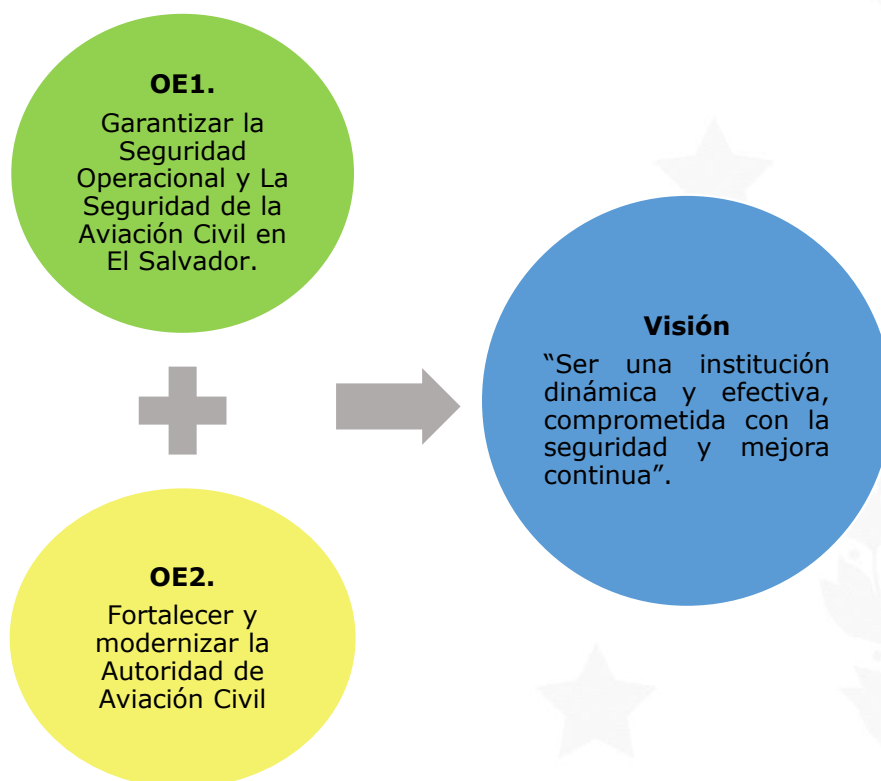 OE1.
Garantizar la
Seguridad
Operacional y La
Seguridad de la
Aviación Civil en
El Salvador.
OE2.
Fortalecer y
modernizar la
Autoridad de
Aviación Civil
Visión
“Ser una institución
dinámica y efectiva,
comprometida con la
seguridad y mejora
continua”.